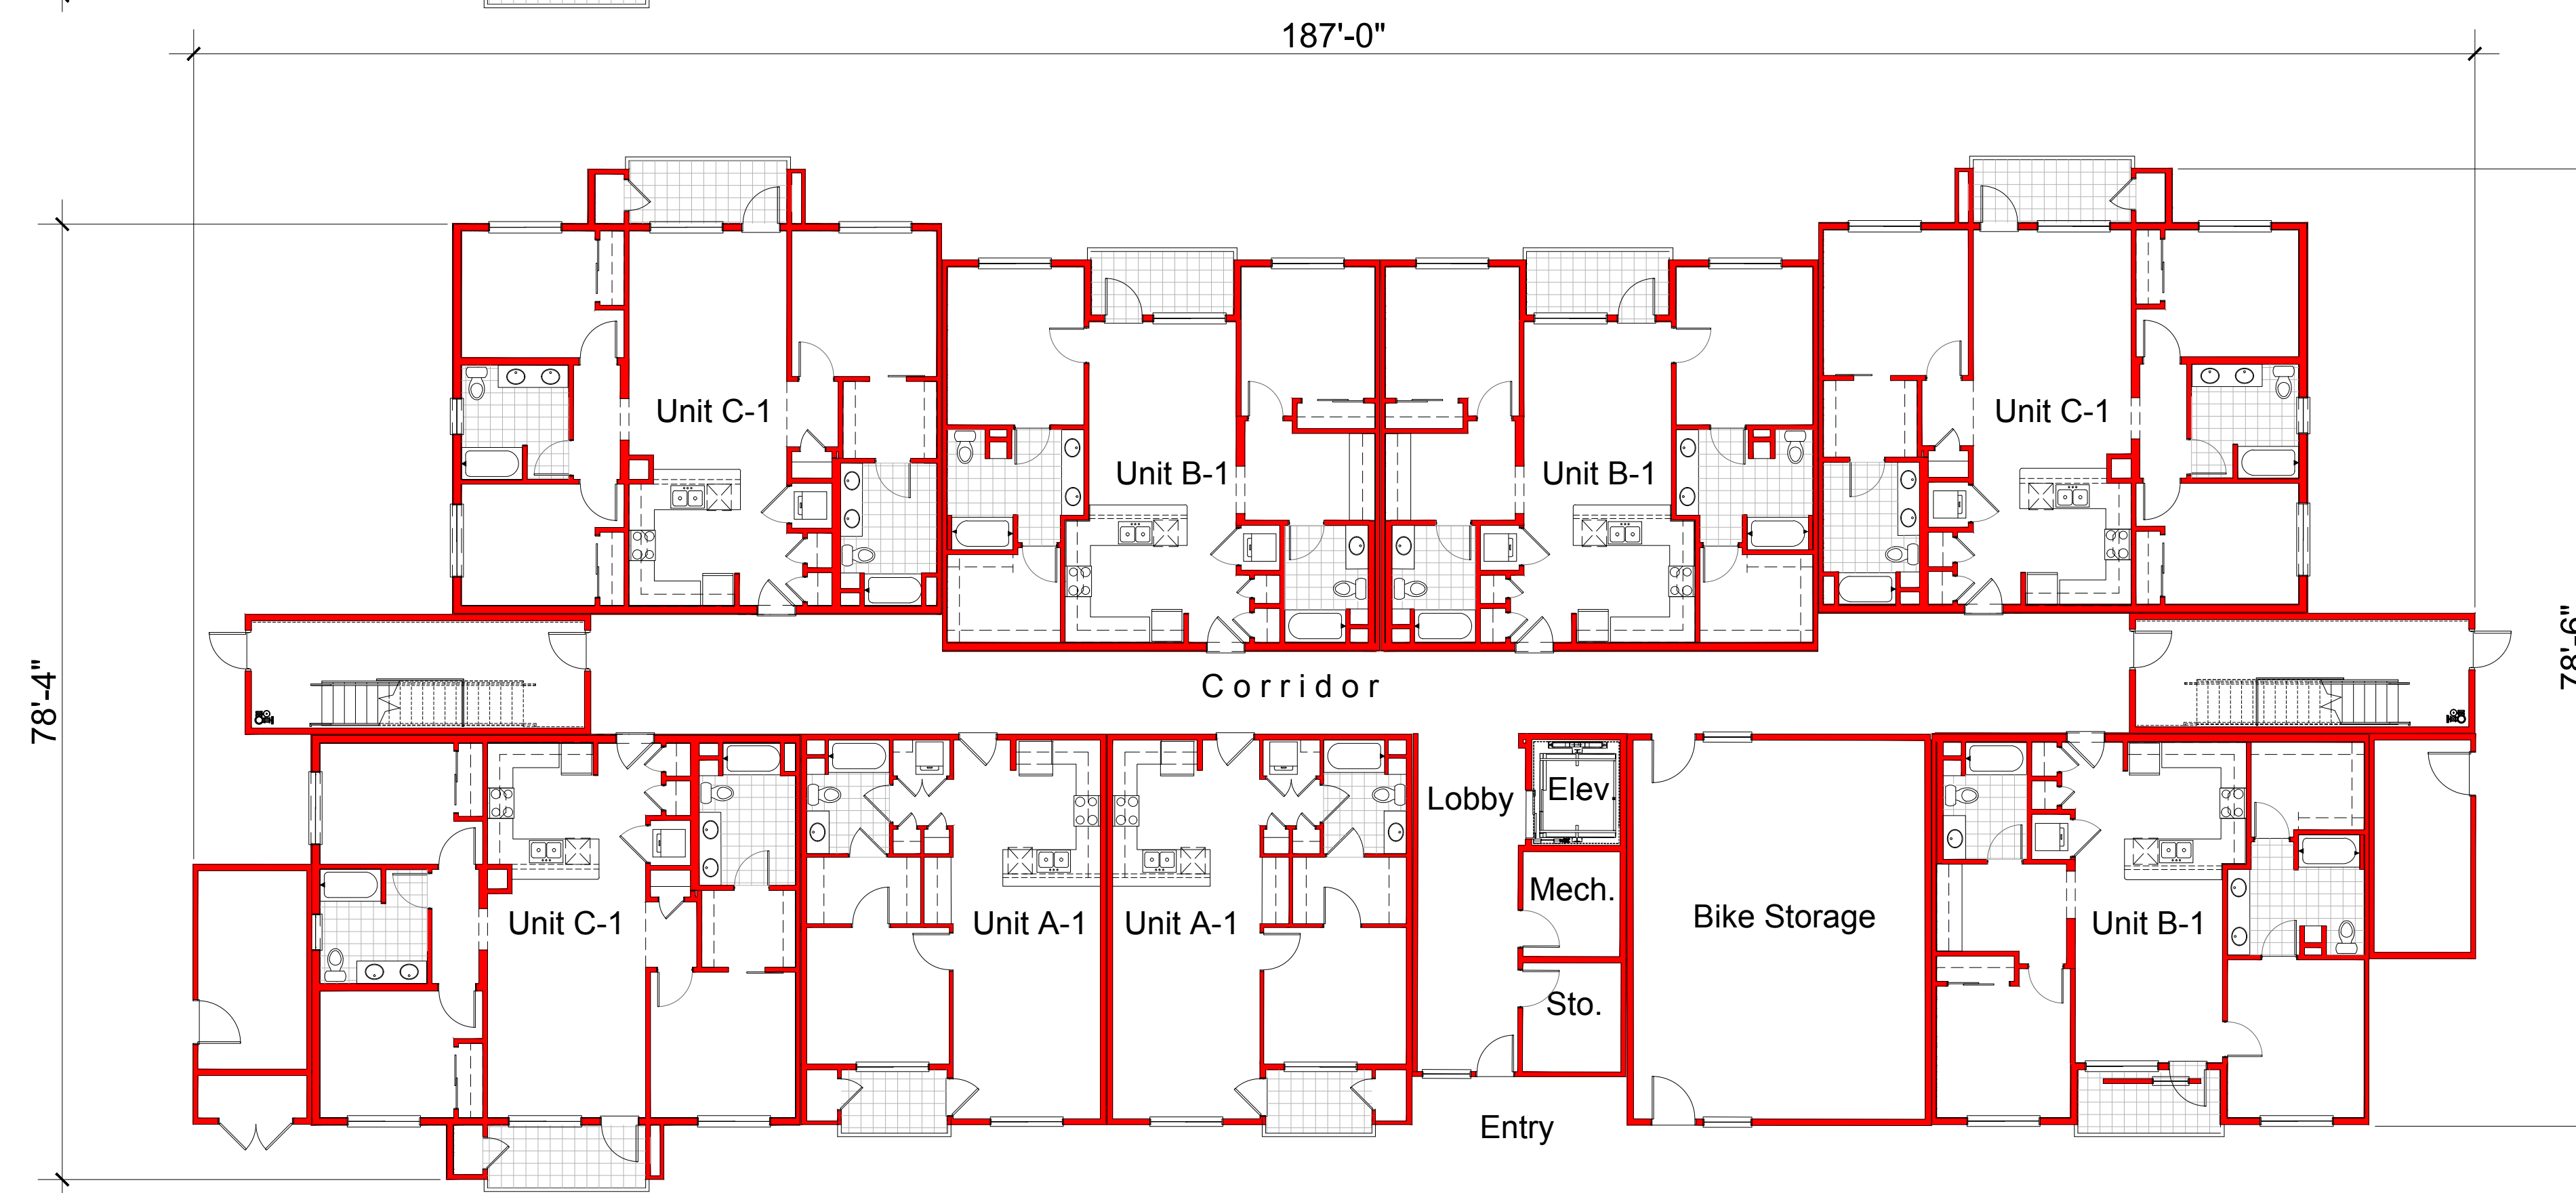 187'-0"
Unit C-1
Unit C-1
Unit B-1
Unit B-1
78'-4"
78'-6"
Corridor
Lobby
Elev.
Mech.
Bike Storage
Unit C-1
Unit A-1
Unit A-1
Unit B-1
Sto.
Entry